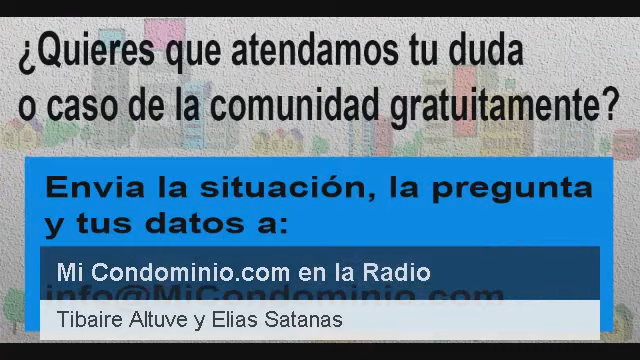 ¿Quieres que atendamos tu duda
o caso de la comunidad gratuitamente?
Envia la situación, la pregunta
y tus datos a:
Mi Condominio.com en la Radio
info@MiCondominio.com
Tibaire Altuve y Elias Satanas